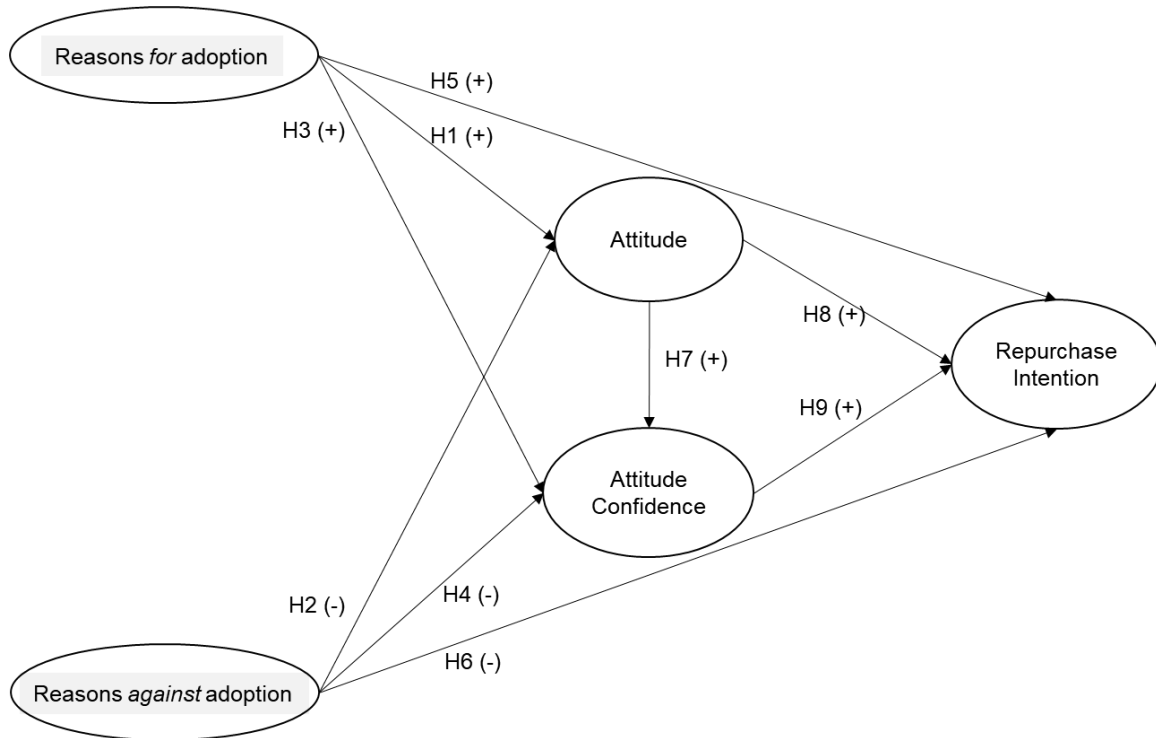 Reasons for adoption
H5 (+)
H3 (+)
H1 (+)
Attitude
H8 (+)
H7 (+)
Repurchase
Intention
H9 (+)
Attitude
Confidence
H2 (-)
H4 (-)
H6 (-)
Reasons against adoption